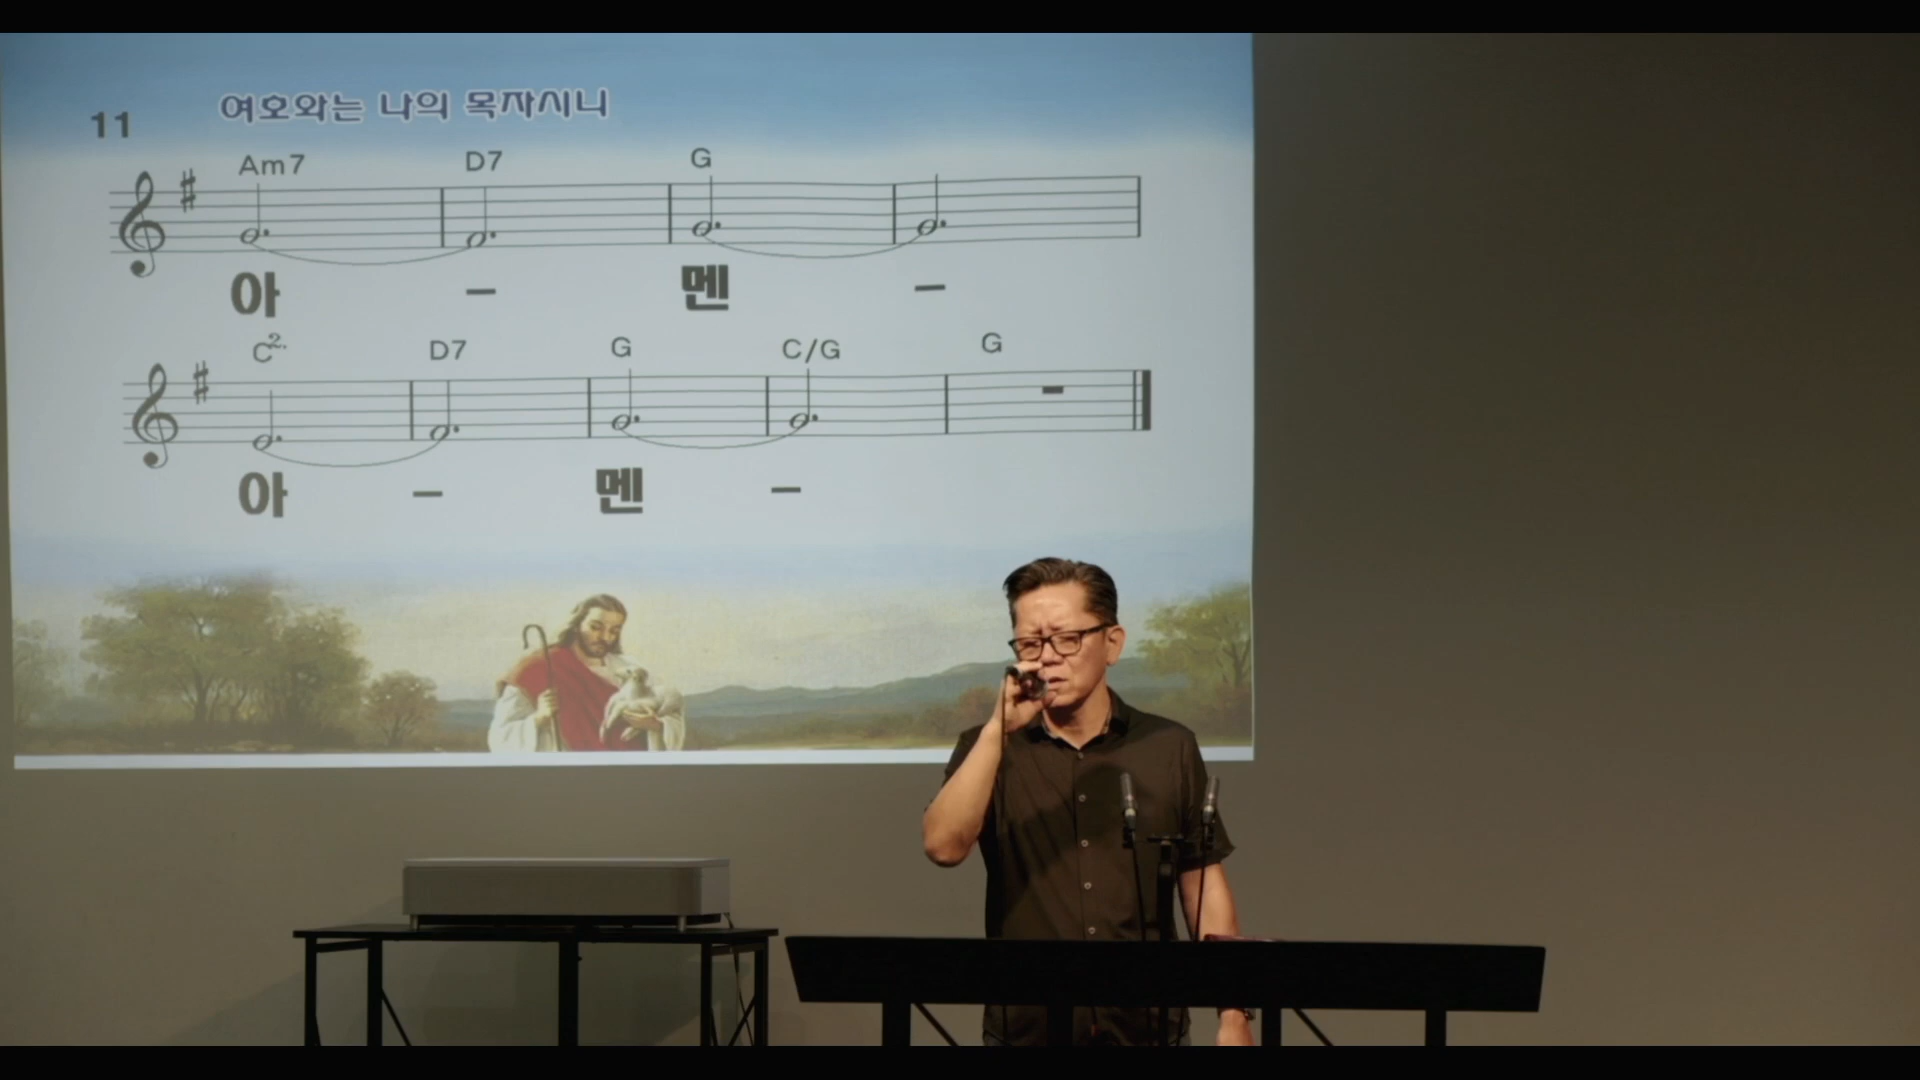 여호와는 나의 목자시니
11
Am7 D7 G
아 - 멘 -
C2. D7 G C/G G
아 - 멘 -